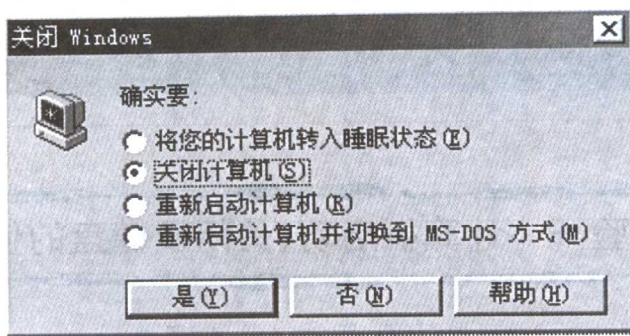 关闭 Windows
确实要:
将您的计算机转入睡眠状态(E)
关闭计算机(S)
重新启动计算机(R)
重新启动计算机并切换到 MS-DOS 方式(M)
是(Y) 否(N) 帮助(H)